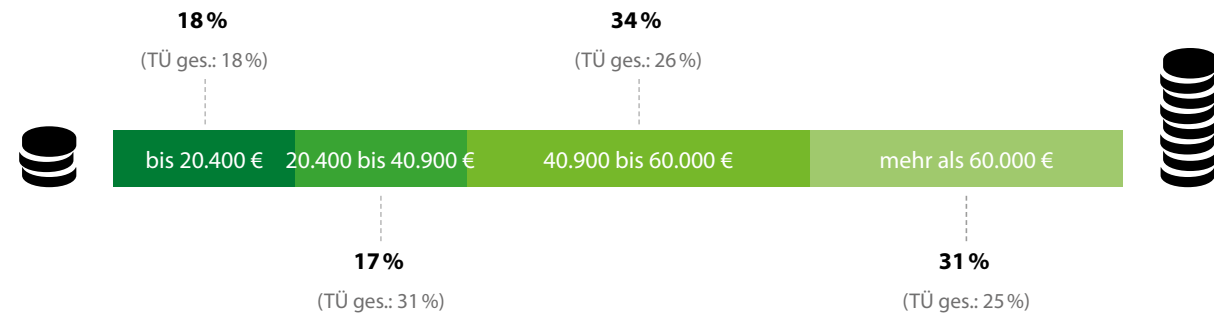 18 %
(TÜ ges.: 18 %)
34 %
(TÜ ges.: 26 %)
bis 20.400 €
20.400 bis 40.900 €
40.900 bis 60.000 €
mehr als 60.000 €
17 %
(TÜ ges.: 31 %)
31 %
(TÜ ges.: 25 %)